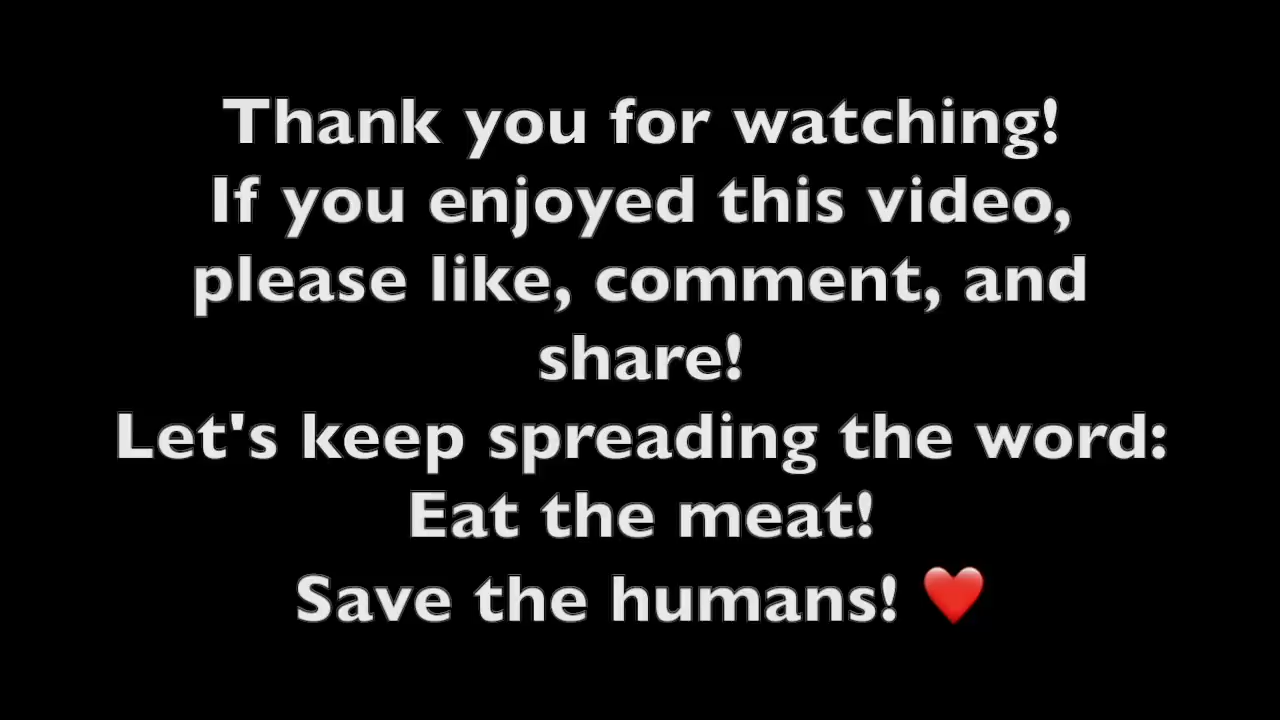 Thank you for watching!
If you enjoyed this video,
please like, comment, and
share!
Let's keep spreading the word:
Eat the meat!
Save the humans! ❤️